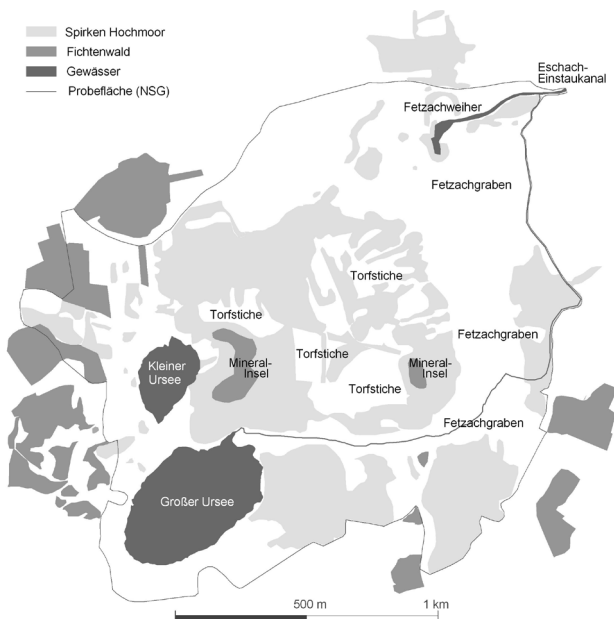 Spirken Hochmoor
Fichtenwald
Gewässer
Probefläche (NSG)
Eschach-
Einstaukanal
Fetzachweiher
Fetzachgraben
Torfstiche
Torfstiche
Fetzachgraben
Torfstiche
Mineral-
Insel
Mineral-
Insel
Kleiner
Ursee
Torfstiche
Fetzachgraben
Großer Ursee
500 m
1 km